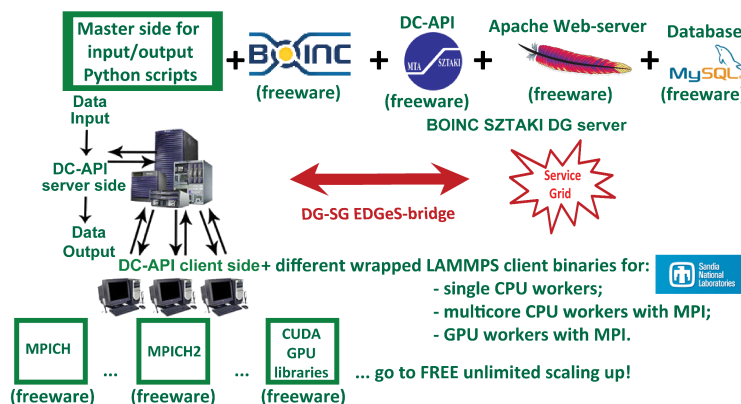 Master side for
input/output
Python scripts
+
BOINC
(freeware)
+
DC-API
MTA SZTAKI
(freeware)
+
Apache Web-server
(freeware)
+
Database
MySQL
(freeware)
BOINC SZTAKI DG server
Data
Input
DC-API
server side
Data
Output
DG-SG EDGeS-bridge
Service
Grid
DC-API client side + different wrapped LAMMPS client binaries for:
- single CPU workers;
- multicore CPU workers with MPI;
- GPU workers with MPI.
Sandia
National
Laboratories
MPICH
(freeware)
...
MPICH2
(freeware)
...
CUDA
GPU
libraries
(freeware)
... go to FREE unlimited scaling up!